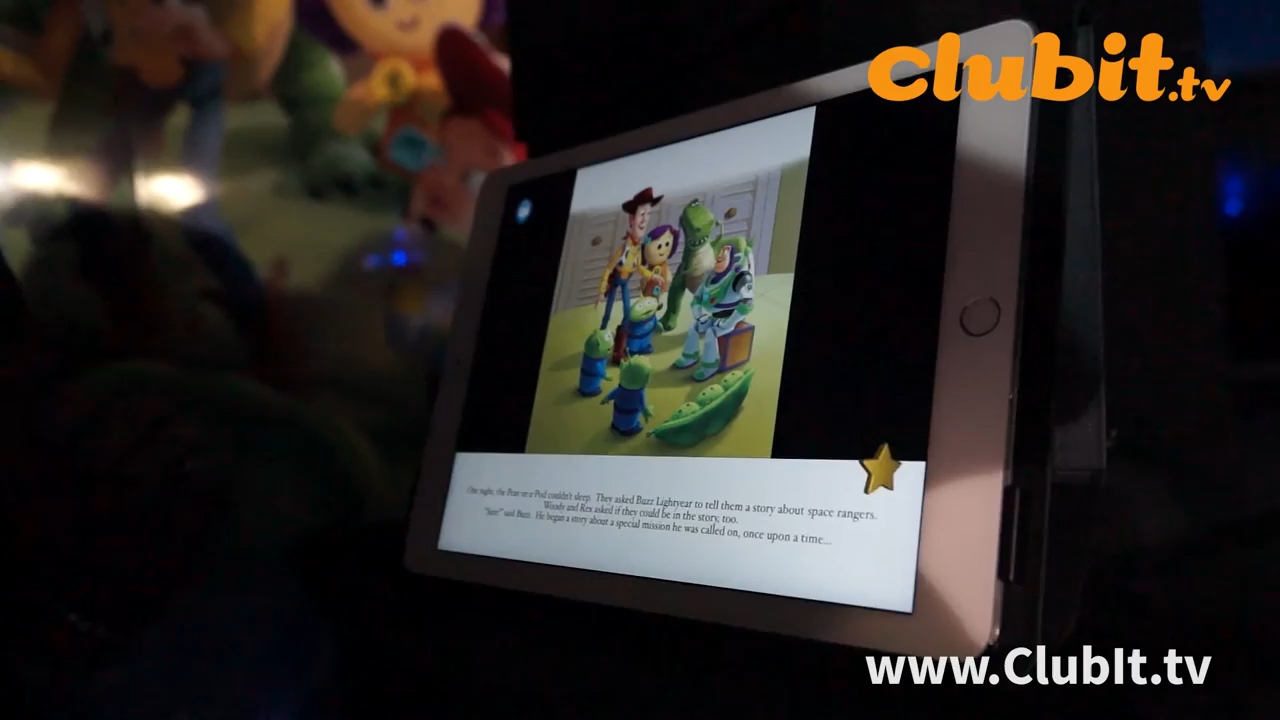 clubit.tv
One night, the Peas-in-a-Pod couldn't sleep. They asked Buzz Lightyear to tell them a story about space rangers.
Woody and Rex asked if they could be in the story, too.
"Sure!" said Buzz. He began a story about a special mission he was called on, once upon a time...
www.ClubIt.tv